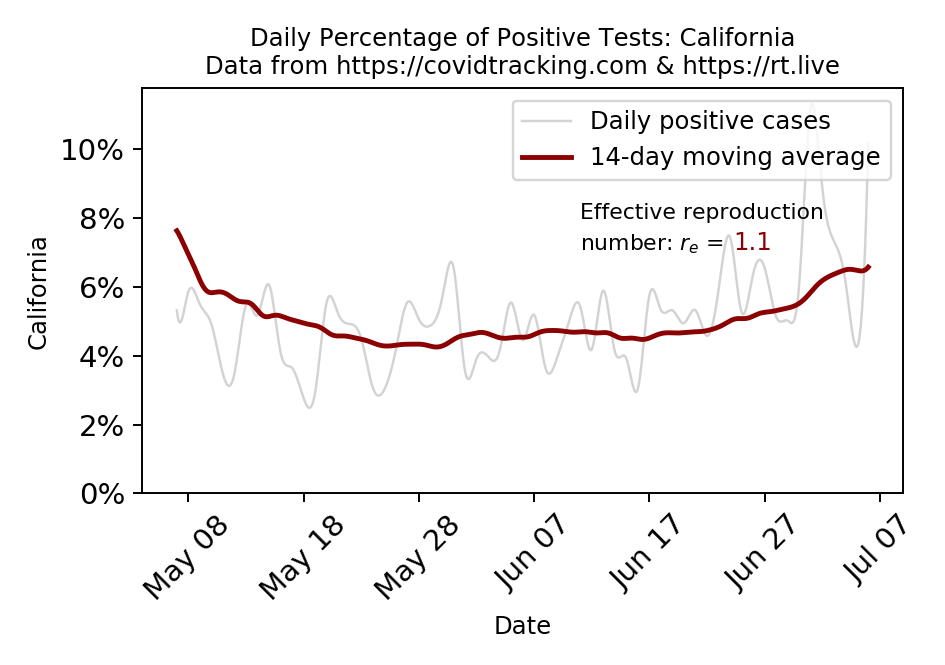 Daily Percentage of Positive Tests: California
Data from https://covidtracking.com & https://rt.live
Daily positive cases
14-day moving average
Effective reproduction
number: rₑ = 1.1
California
10%
8%
6%
4%
2%
0%
May 08
May 18
May 28
Jun 07
Jun 17
Jun 27
Jul 07
Date